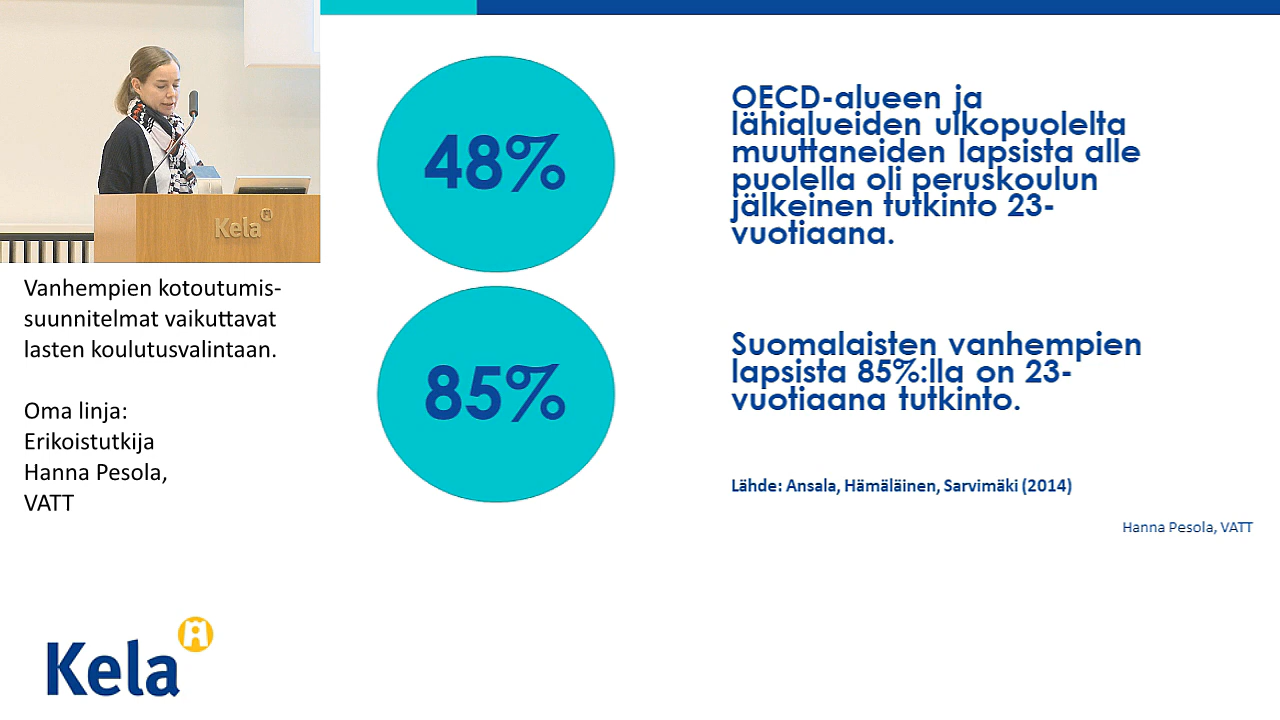 Kela
Vanhempien kotoutumis-
suunnitelmat vaikuttavat
lasten koulutusvalintaan.
Oma linja:
Erikoistutkija
Hanna Pesola,
VATT
Kela
48%
OECD-alueen ja
lähialueiden ulkopuolelta
muuttaneiden lapsista alle
puolella oli peruskoulun
jälkeinen tutkinto 23-
vuotiaana.
85%
Suomalaisten vanhempien
lapsista 85%:lla on 23-
vuotiaana tutkinto.
Lähde: Ansala, Hämäläinen, Sarvimäki (2014)
Hanna Pesola, VATT